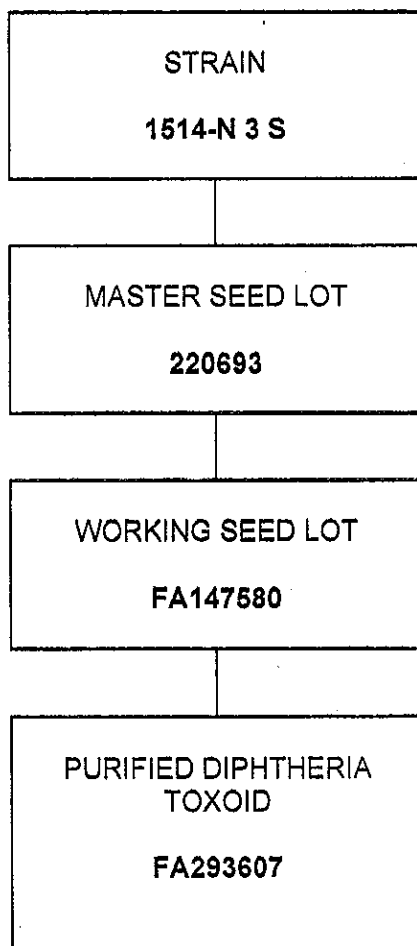 STRAIN
1514-N 3 S
MASTER SEED LOT
220693
WORKING SEED LOT
FA147580
PURIFIED DIPHTHERIA
TOXOID
FA293607